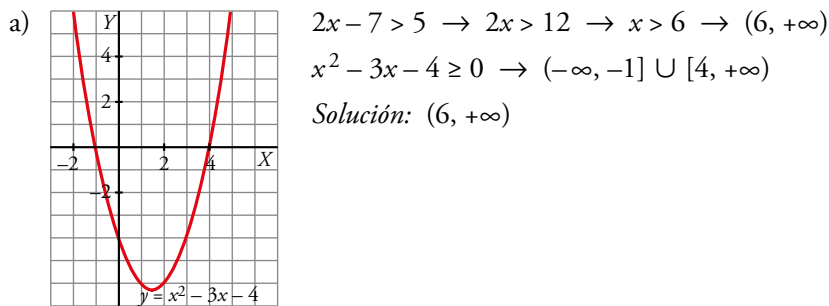 a)
Y
4
2
–2
2
4
X
–2
y = x² – 3x – 4
2x – 7 > 5 → 2x > 12 → x > 6 → (6, +∞)
x² – 3x – 4 ≥ 0 → (–∞, –1] ∪ [4, +∞)
Solución: (6, +∞)